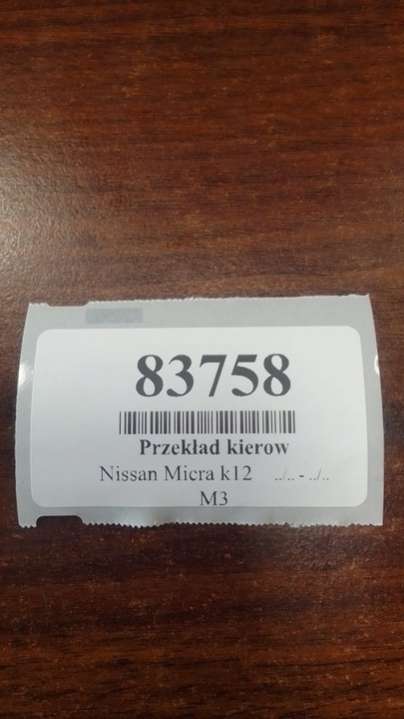 83758
Przekład kierow
Nissan Micra k12 ../.. - ../..
M3